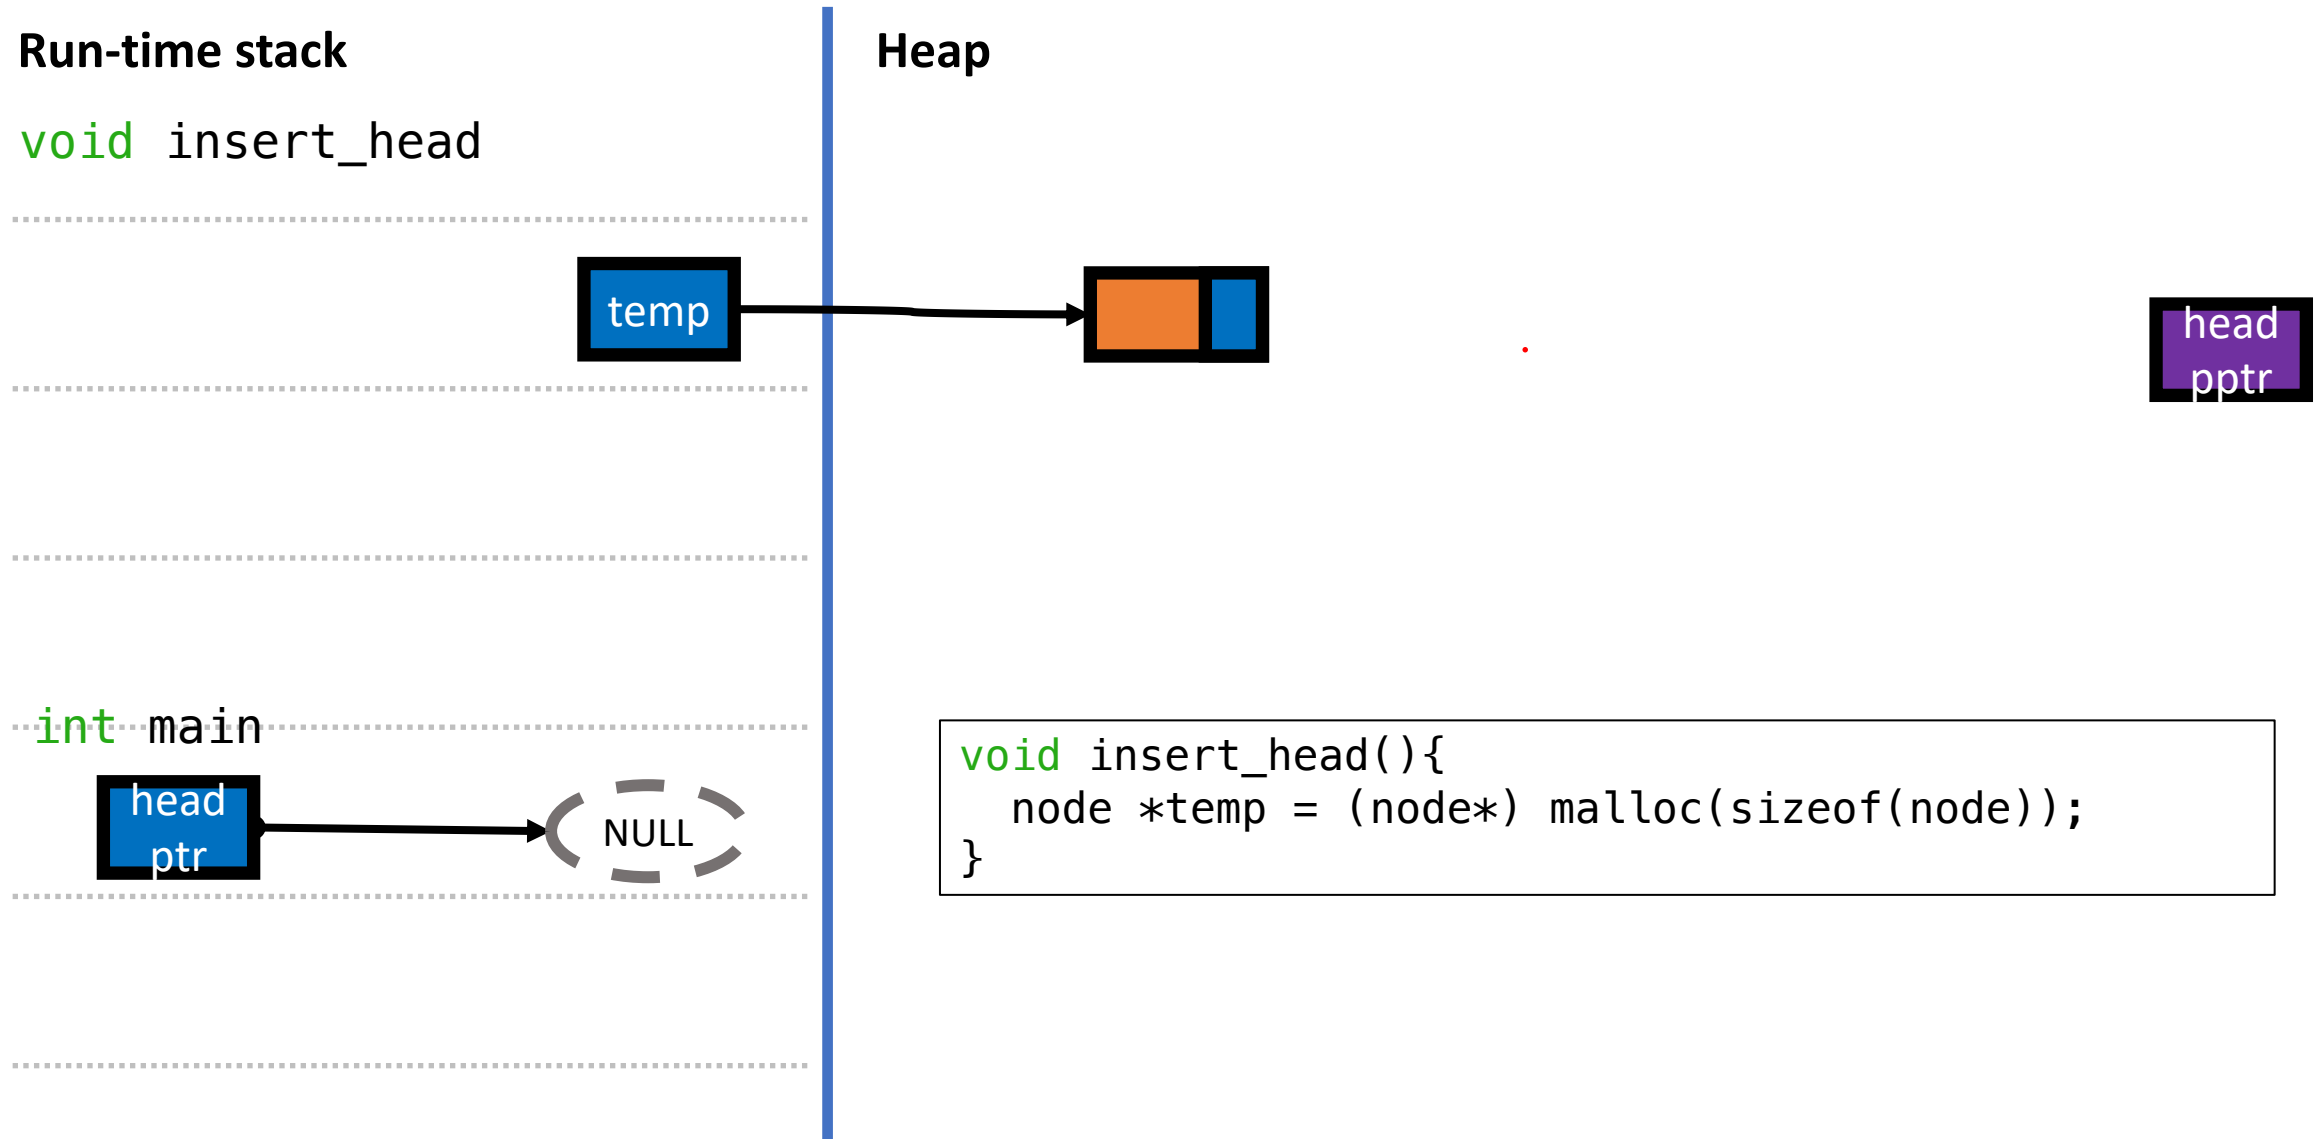 Run-time stack
Heap
void insert_head
temp
head
pptr
int main
head
ptr
NULL
void insert_head(){
  node *temp = (node*) malloc(sizeof(node));
}